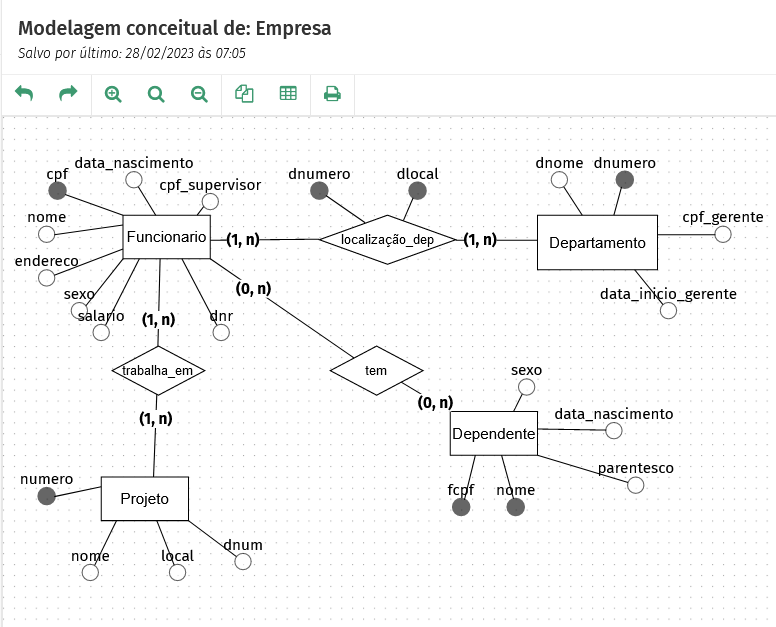 Modelagem conceitual de: Empresa
Salvo por último: 28/02/2023 às 07:05
data_nascimento
cpf
cpf_supervisor
nome
Funcionario
endereco
sexo
salario
dnr
(1, n)
dnumero
dlocal
localização_dep
(1, n)
dnome
dnumero
Departamento
cpf_gerente
data_inicio_gerente
(0, n)
(1, n)
trabalha_em
(1, n)
tem
(0, n)
sexo
Dependente
data_nascimento
parentesco
fcpf
nome
numero
Projeto
nome
local
dnum